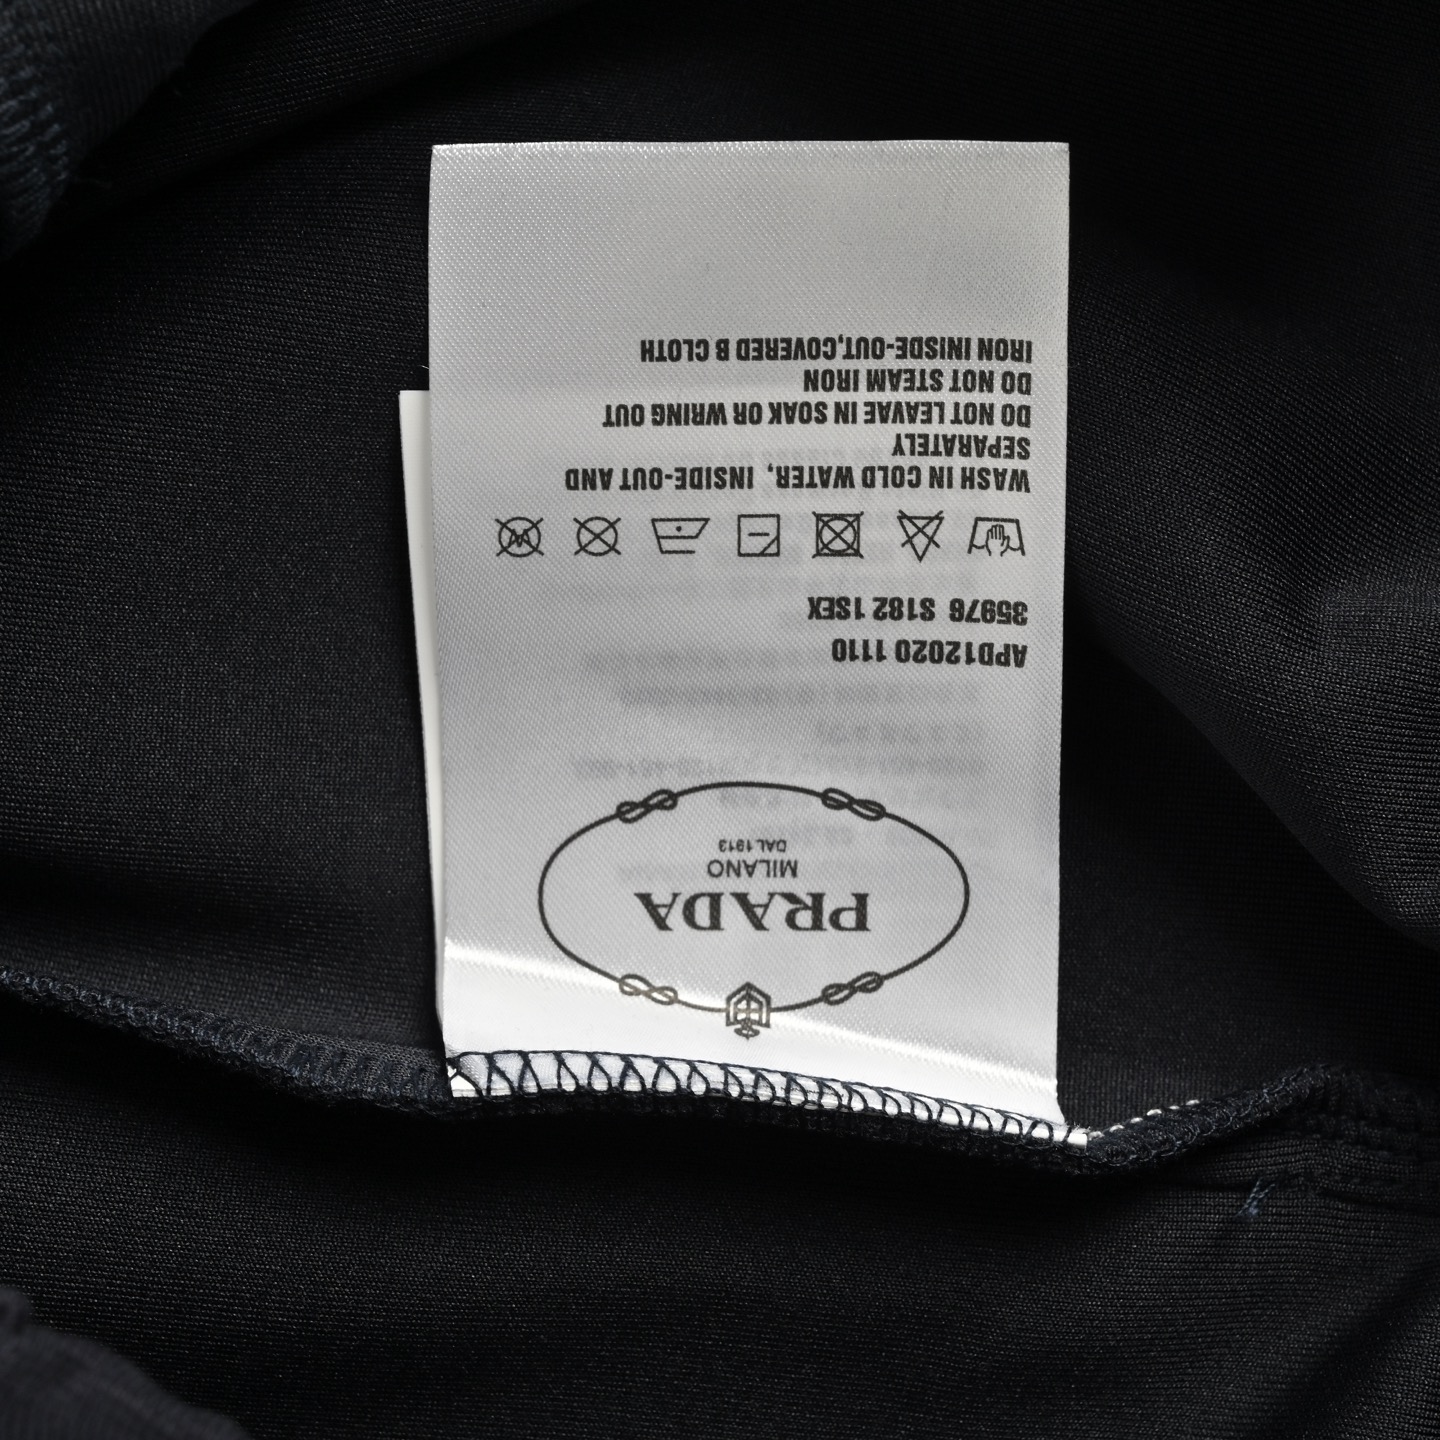 PRADA
MILANO
DAL 1913
APD12020 1110
35976 S182 1SEX
WASH IN COLD WATER, INSIDE-OUT AND
SEPARATELY
DO NOT LEAVAE IN SOAK OR WRING OUT
DO NOT STEAM IRON
IRON INISDE-OUT,COVERED B CLOTH